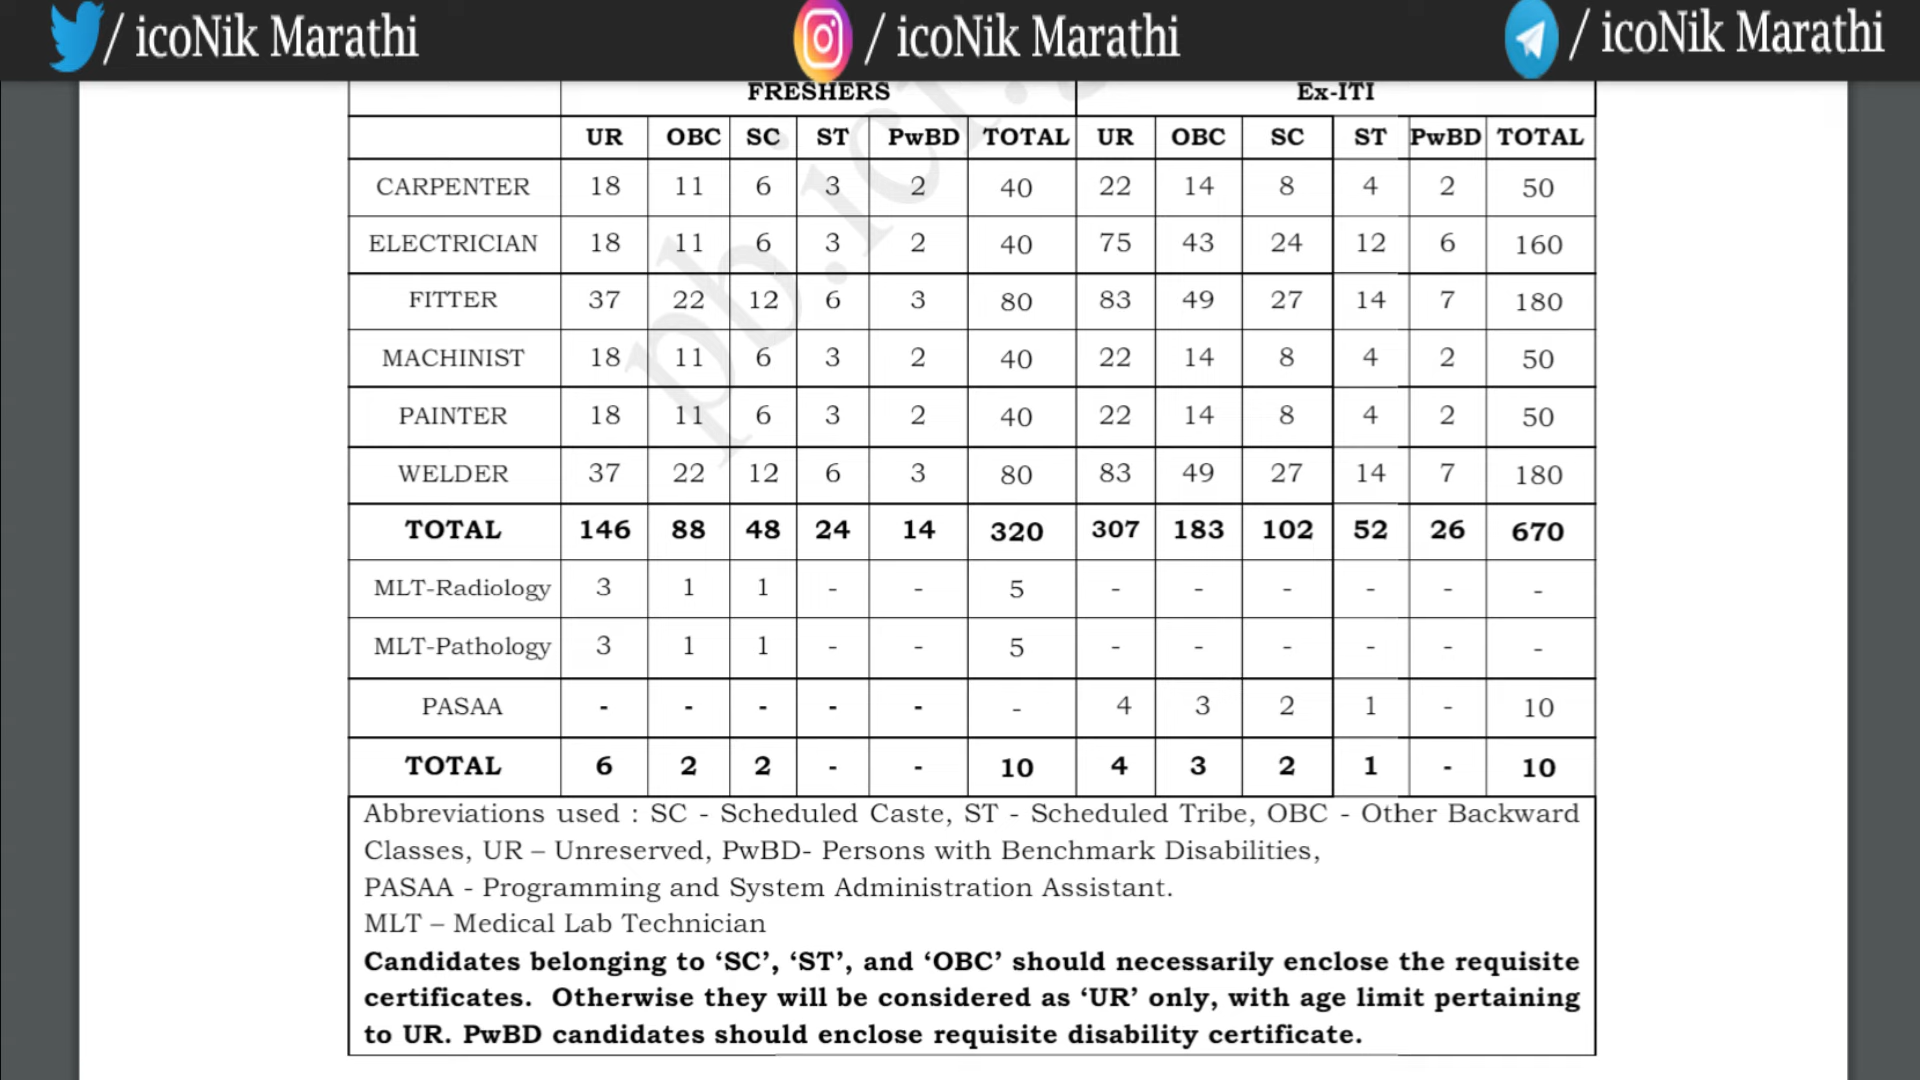 / icoNik Marathi / icoNik Marathi / icoNik Marathi
FRESHERS Ex-ITI
UR OBC SC ST PwBD TOTAL UR OBC SC ST PwBD TOTAL
CARPENTER 18 11 6 3 2 40 22 14 8 4 2 50
ELECTRICIAN 18 11 6 3 2 40 75 43 24 12 6 160
FITTER 37 22 12 6 3 80 83 49 27 14 7 180
MACHINIST 18 11 6 3 2 40 22 14 8 4 2 50
PAINTER 18 11 6 3 2 40 22 14 8 4 2 50
WELDER 37 22 12 6 3 80 83 49 27 14 7 180
TOTAL 146 88 48 24 14 320 307 183 102 52 26 670
MLT-Radiology 3 1 1 - - 5 - - - - - -
MLT-Pathology 3 1 1 - - 5 - - - - - -
PASAA - - - - - - 4 3 2 1 - 10
TOTAL 6 2 2 - - 10 4 3 2 1 - 10
Abbreviations used : SC - Scheduled Caste, ST - Scheduled Tribe, OBC - Other Backward
Classes, UR – Unreserved, PwBD- Persons with Benchmark Disabilities,
PASAA - Programming and System Administration Assistant.
MLT – Medical Lab Technician
Candidates belonging to ‘SC’, ‘ST’, and ‘OBC’ should necessarily enclose the requisite
certificates. Otherwise they will be considered as ‘UR’ only, with age limit pertaining
to UR. PwBD candidates should enclose requisite disability certificate.